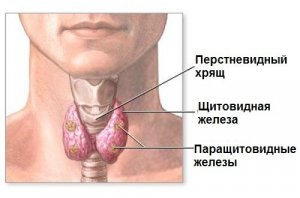 Перстневидный
хрящ
Щитовидная
железа
Паращитовидные
железы